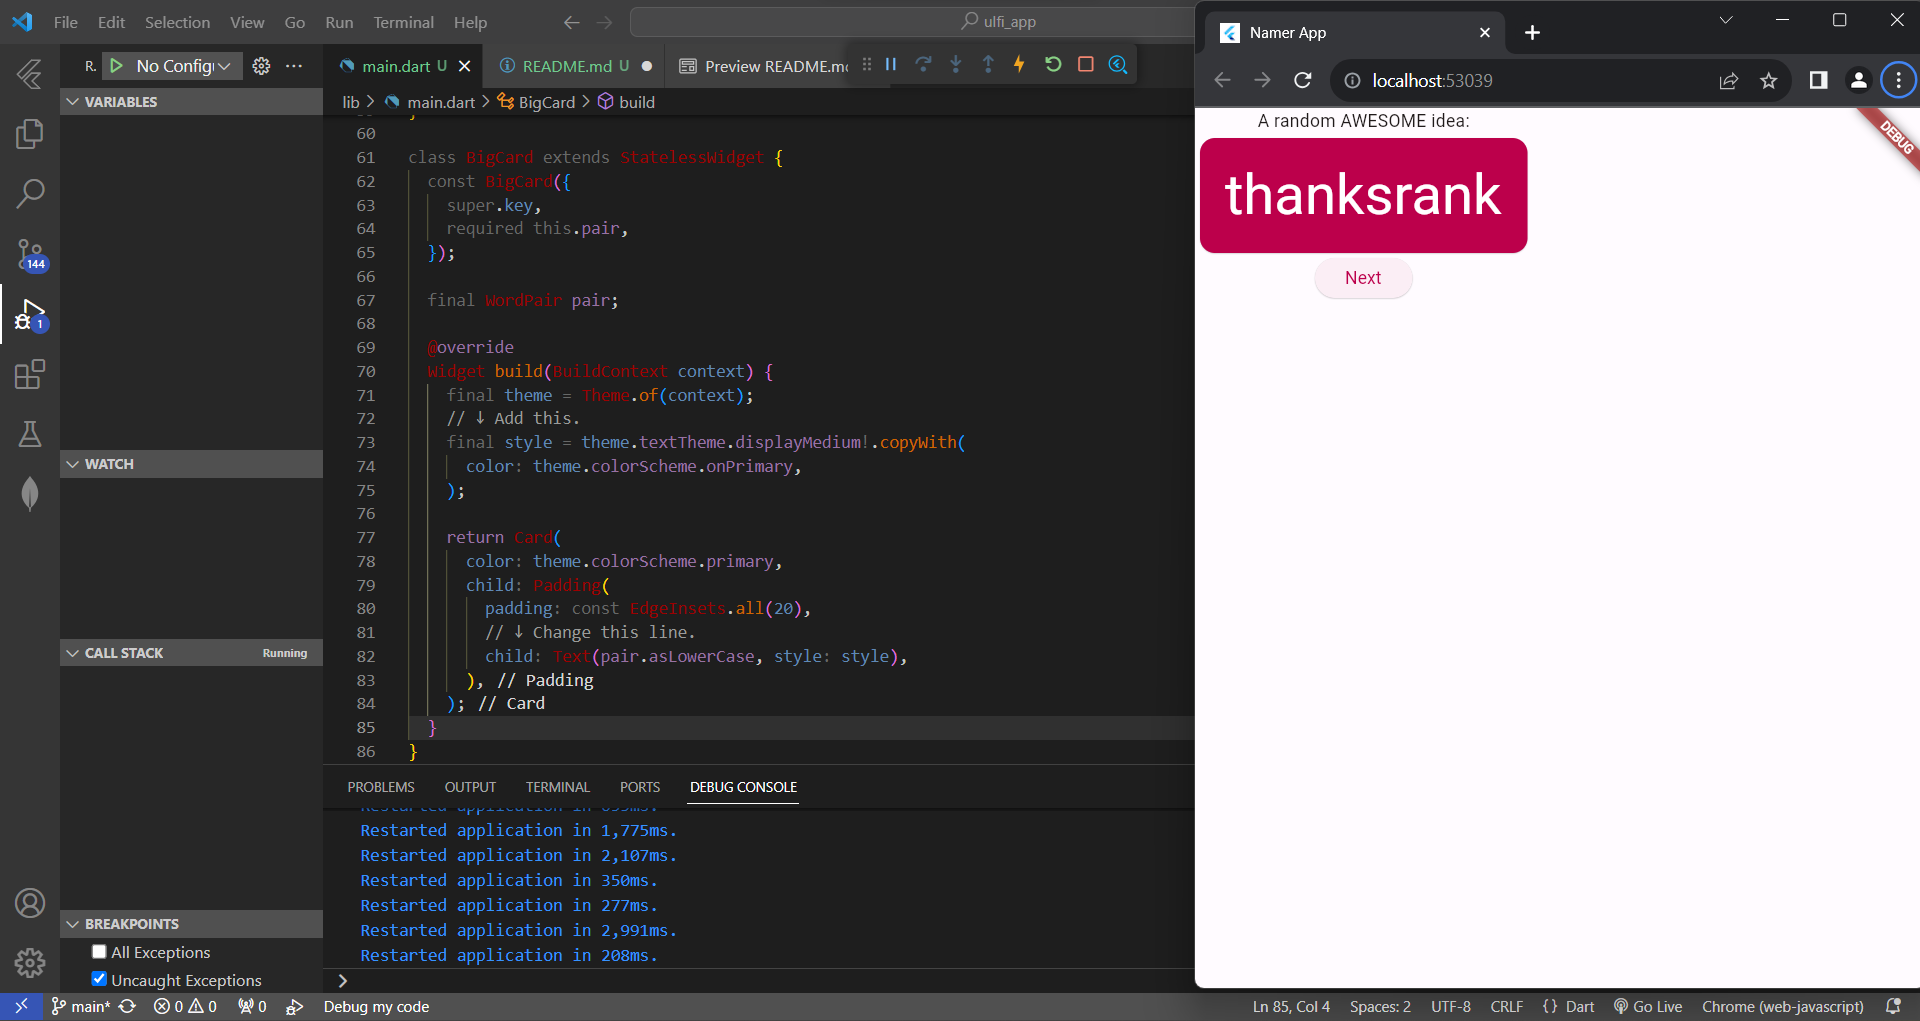 File Edit Selection View Go Run Terminal Help
ulfi_app
R. No Config
main.dart U
README.md U
Preview README.md
VARIABLES
lib > main.dart > BigCard > build
60
61 class BigCard extends StatelessWidget {
62 const BigCard({
63 super.key,
64 required this.pair,
65 });
66
67 final WordPair pair;
68
69 @override
70 Widget build(BuildContext context) {
71 final theme = Theme.of(context);
72 // ↓ Add this.
73 final style = theme.textTheme.displayMedium!.copyWith(
74 color: theme.colorScheme.onPrimary,
75 );
76
77 return Card(
78 color: theme.colorScheme.primary,
79 child: Padding(
80 padding: const EdgeInsets.all(20),
81 // ↓ Change this line.
82 child: Text(pair.asLowerCase, style: style),
83 ), // Padding
84 ); // Card
85 }
86 }
144
1
WATCH
CALL STACK Running
BREAKPOINTS
All Exceptions
Uncaught Exceptions
PROBLEMS OUTPUT TERMINAL PORTS DEBUG CONSOLE
Restarted application in
Restarted application in 1,775ms.
Restarted application in 2,107ms.
Restarted application in 350ms.
Restarted application in 277ms.
Restarted application in 2,991ms.
Restarted application in 208ms.
>
Namer App
localhost:53039
A random AWESOME idea:
thanksrank
Next
DEBUG
main* 0 0 0 Debug my code
Ln 85, Col 4 Spaces: 2 UTF-8 CRLF {} Dart Go Live Chrome (web-javascript)